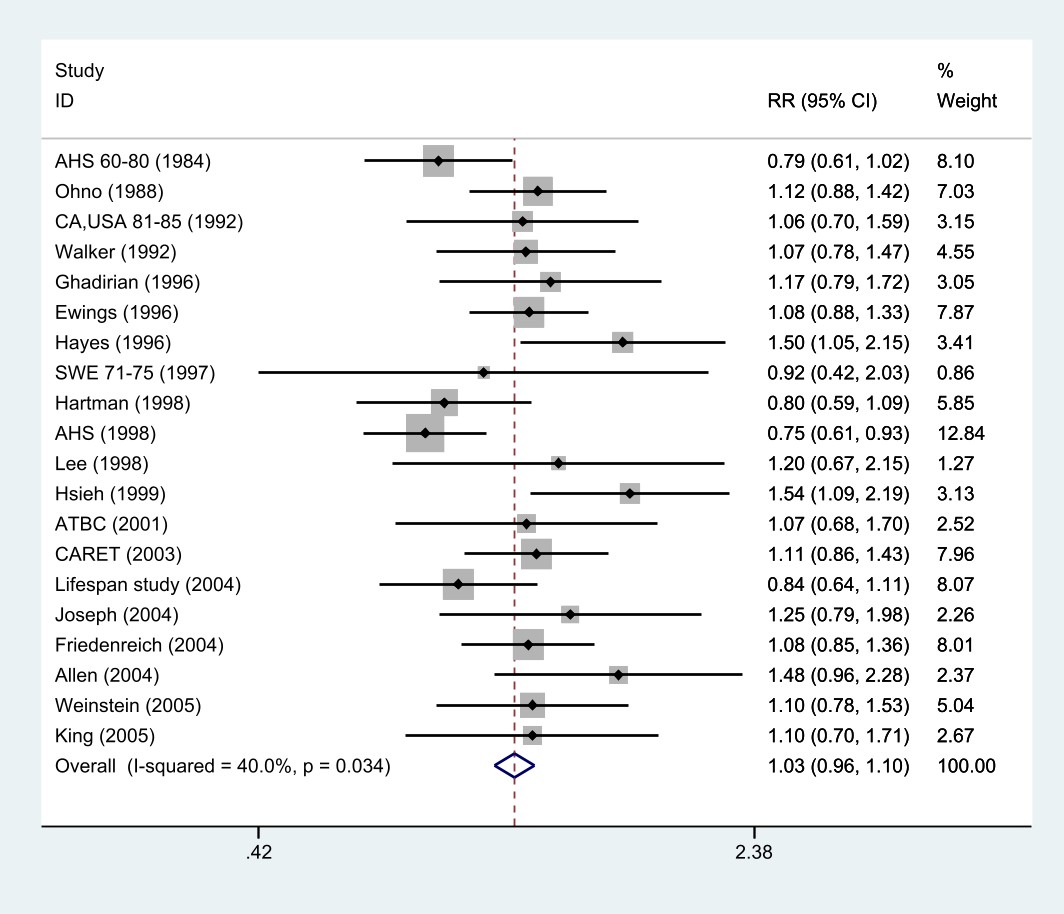 Study %
ID RR (95% CI) Weight
AHS 60-80 (1984) 0.79 (0.61, 1.02) 8.10
Ohno (1988) 1.12 (0.88, 1.42) 7.03
CA,USA 81-85 (1992) 1.06 (0.70, 1.59) 3.15
Walker (1992) 1.07 (0.78, 1.47) 4.55
Ghadirian (1996) 1.17 (0.79, 1.72) 3.05
Ewings (1996) 1.08 (0.88, 1.33) 7.87
Hayes (1996) 1.50 (1.05, 2.15) 3.41
SWE 71-75 (1997) 0.92 (0.42, 2.03) 0.86
Hartman (1998) 0.80 (0.59, 1.09) 5.85
AHS (1998) 0.75 (0.61, 0.93) 12.84
Lee (1998) 1.20 (0.67, 2.15) 1.27
Hsieh (1999) 1.54 (1.09, 2.19) 3.13
ATBC (2001) 1.07 (0.68, 1.70) 2.52
CARET (2003) 1.11 (0.86, 1.43) 7.96
Lifespan study (2004) 0.84 (0.64, 1.11) 8.07
Joseph (2004) 1.25 (0.79, 1.98) 2.26
Friedenreich (2004) 1.08 (0.85, 1.36) 8.01
Allen (2004) 1.48 (0.96, 2.28) 2.37
Weinstein (2005) 1.10 (0.78, 1.53) 5.04
King (2005) 1.10 (0.70, 1.71) 2.67
Overall (I-squared = 40.0%, p = 0.034) 1.03 (0.96, 1.10) 100.00
.42 2.38